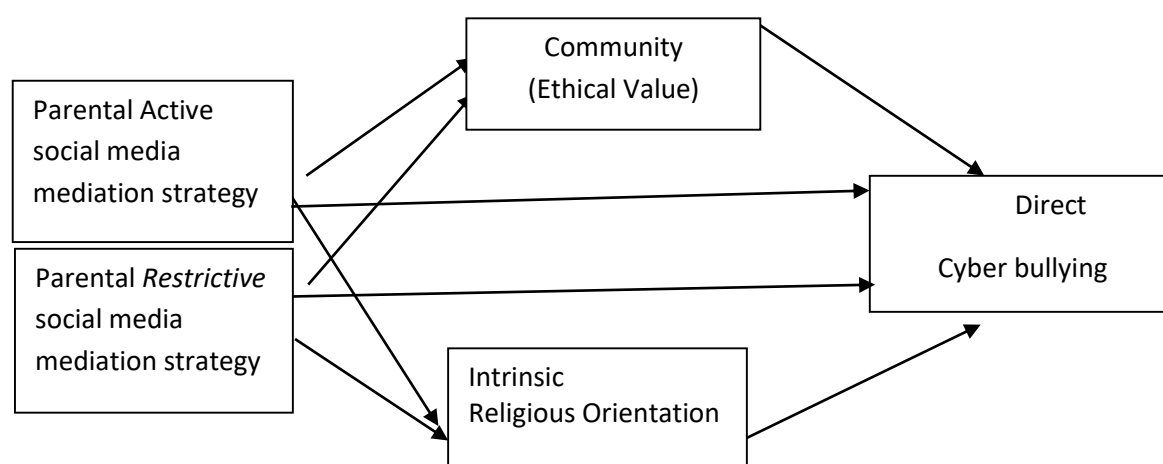 Community
(Ethical Value)
Parental Active
social media
mediation strategy
Direct
Cyber bullying
Parental Restrictive
social media
mediation strategy
Intrinsic
Religious Orientation